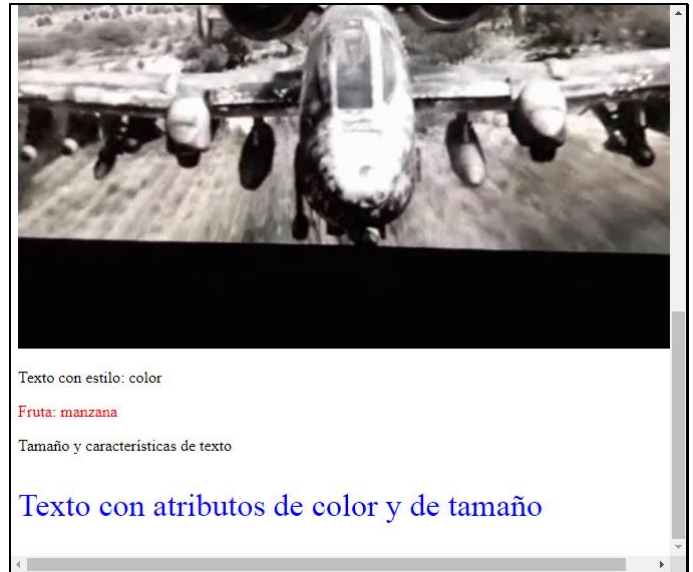 Texto con estilo: color
Fruta: manzana
Tamaño y características de texto
Texto con atributos de color y de tamaño